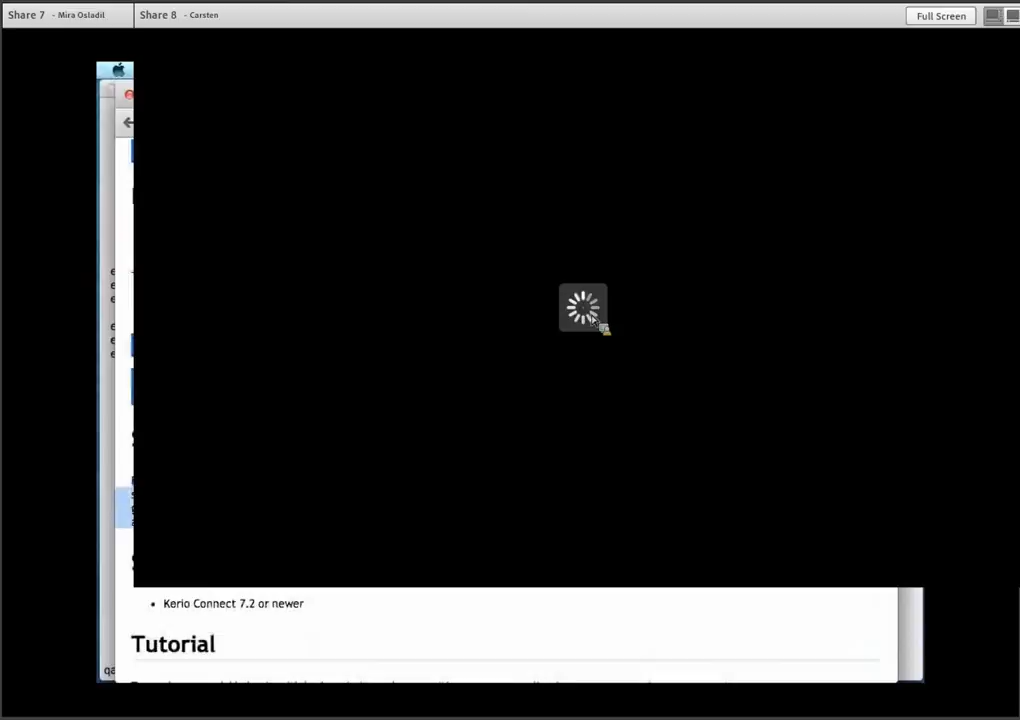 Share 7 - Mira Osladil
Share 8 - Carsten
Full Screen
Kerio Connect 7.2 or newer
Tutorial